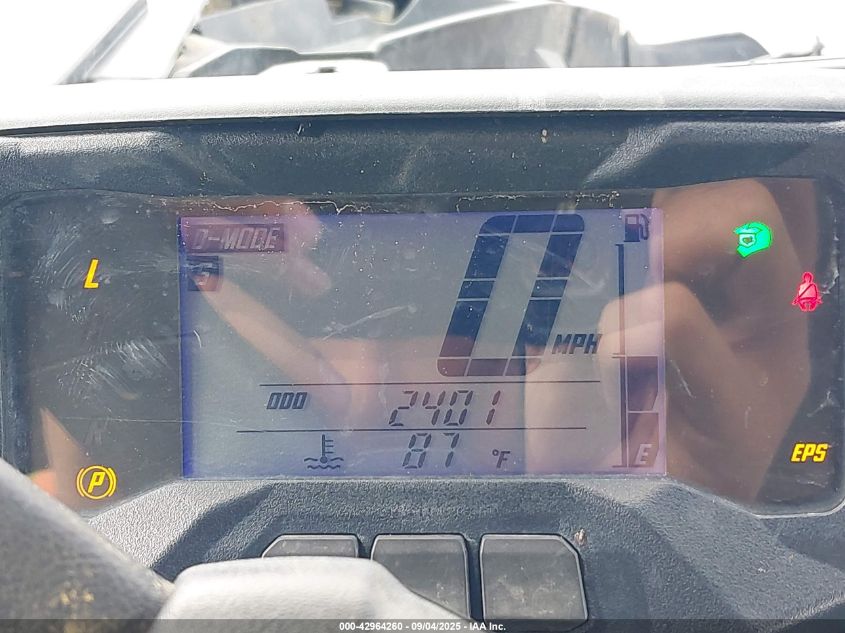 D-MODE
S
L
0 MPH
ODO 2401
87 °F
E
P
EPS
000-42964260 - 09/04/2025 - IAA Inc.